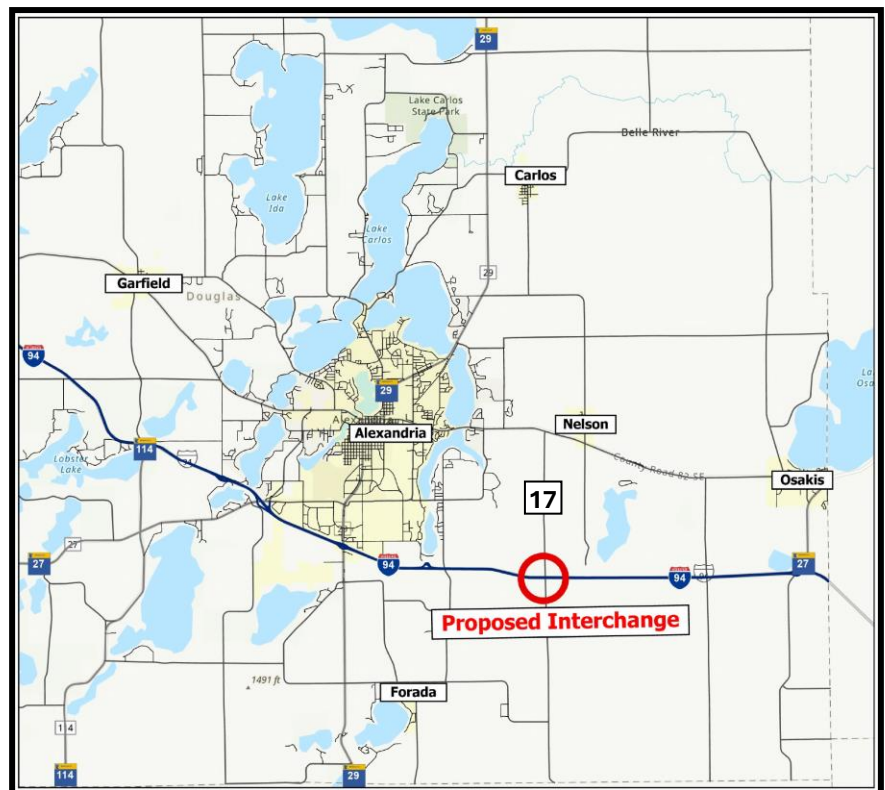 29
Lake Carlos
State Park
Belle River
Carlos
Lake
Ida
Lake
Carlos
29
Garfield
Douglas
94
29
Alexandria
Alexandria
Nelson
114
Lobster
Lake
County Road 82 SE
Osakis
17
27
94
94
27
27
Proposed Interchange
1491 ft
Forada
114
114
29